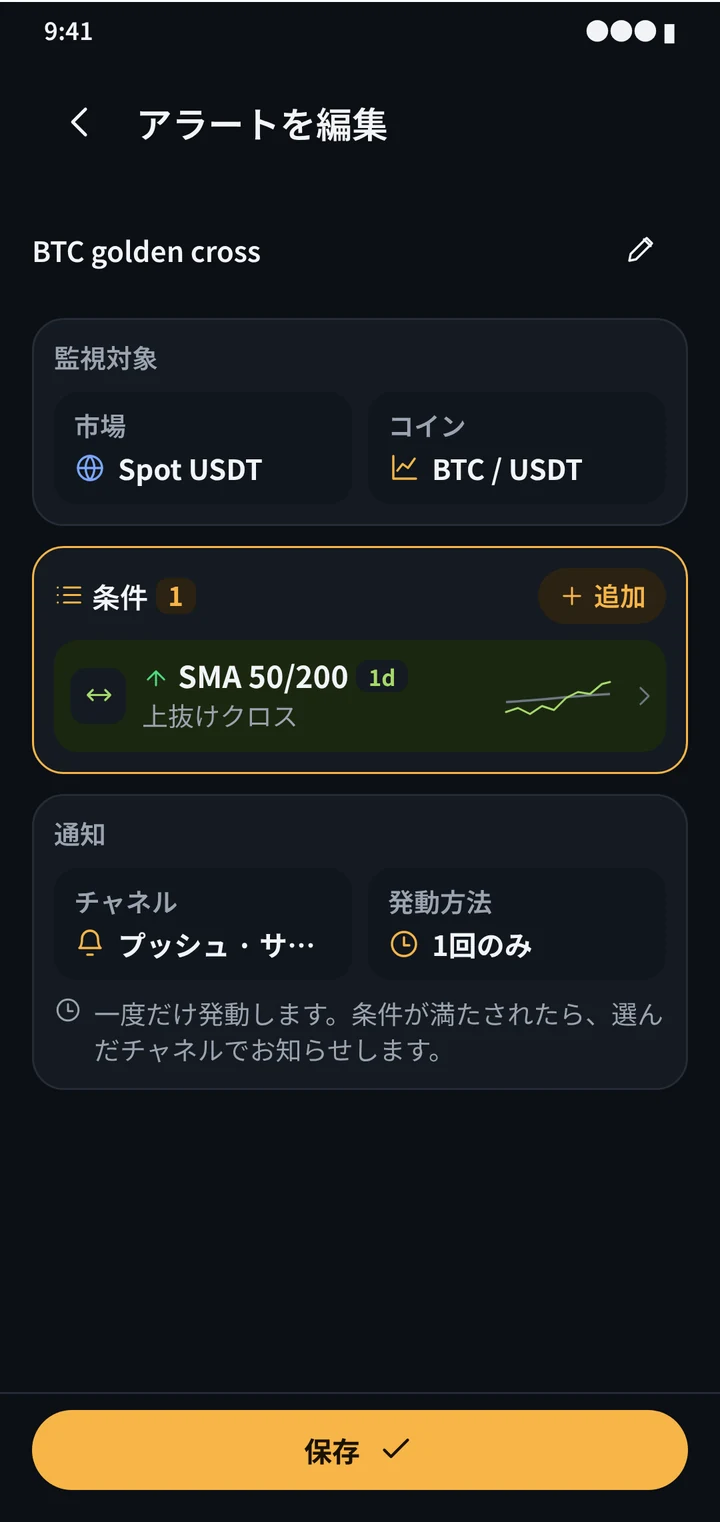 9:41
アラートを編集
BTC golden cross
監視対象
市場
Spot USDT
コイン
BTC / USDT
条件 1
+ 追加
SMA 50/200 1d
上抜けクロス
通知
チャネル
プッシュ・サ…
発動方法
1回のみ
一度だけ発動します。条件が満たされたら、選ん
だチャネルでお知らせします。
保存